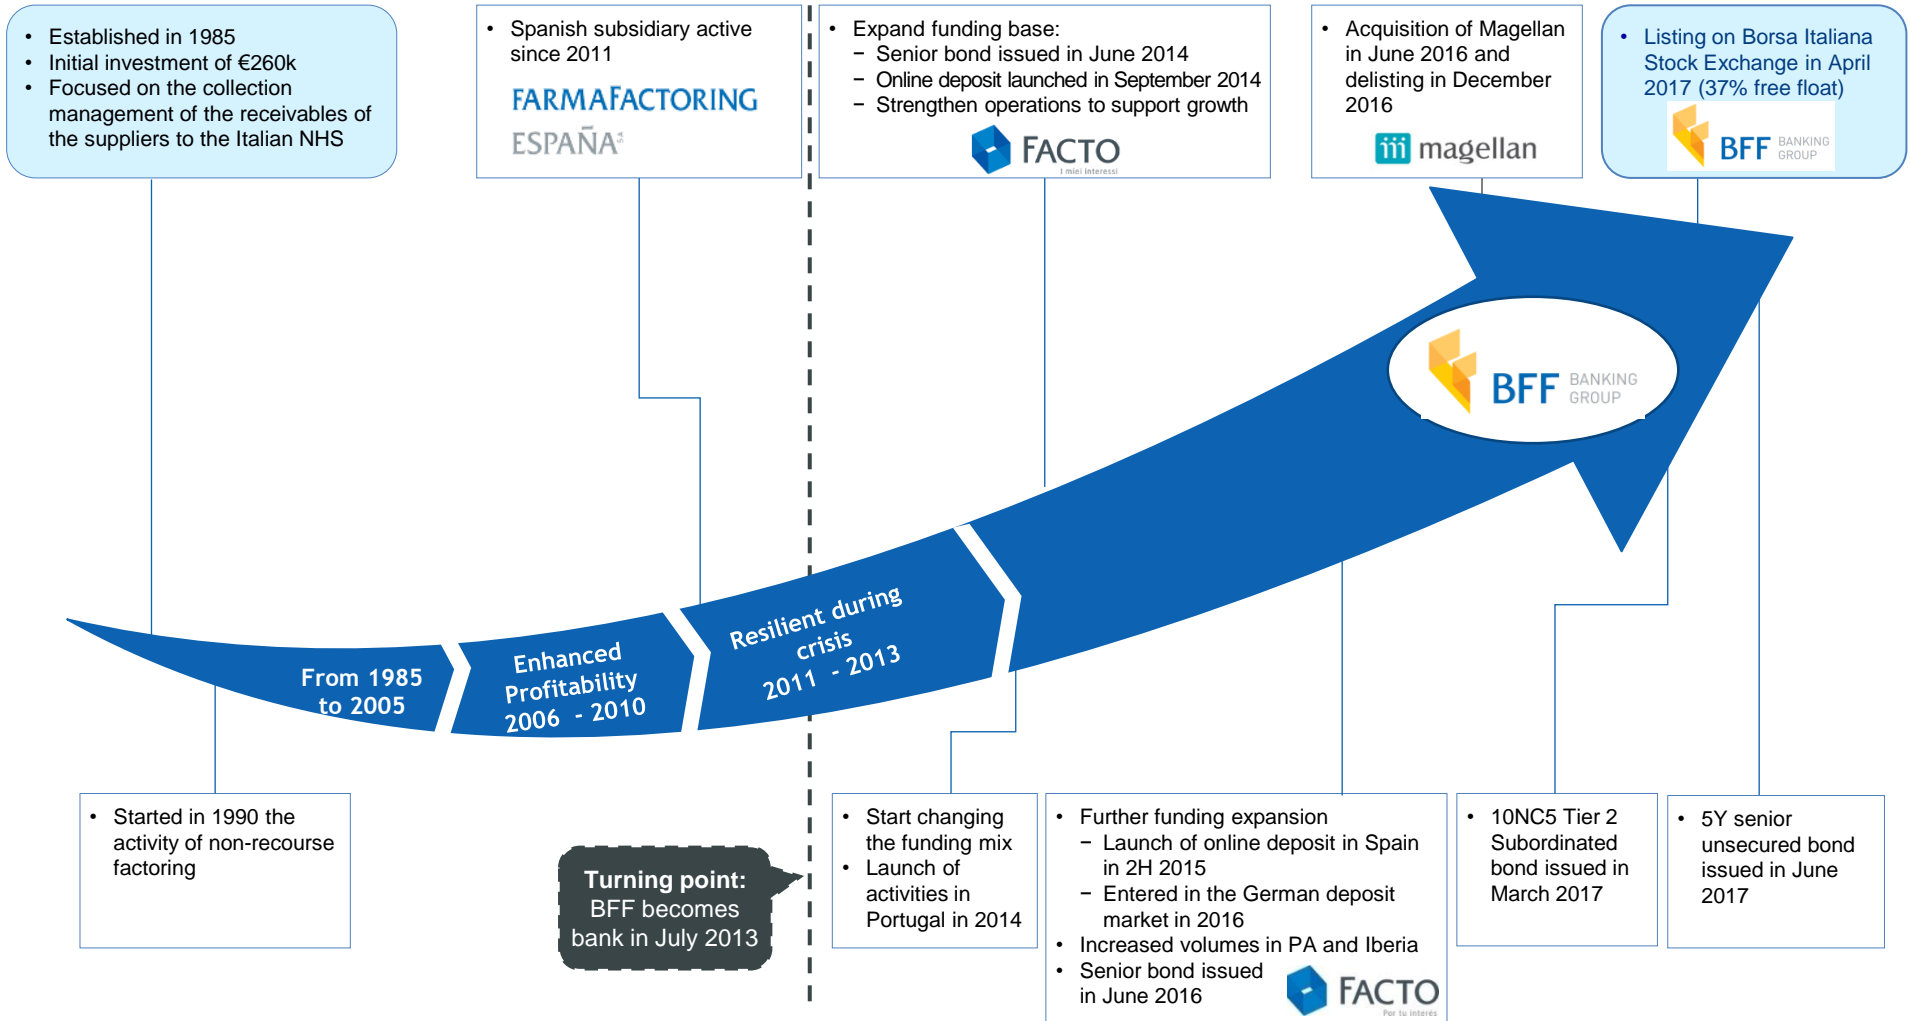 • Established in 1985
• Initial investment of €260k
• Focused on the collection
management of the receivables of
the suppliers to the Italian NHS
• Spanish subsidiary active
since 2011
FARMAFACTORING
ESPAÑA S.A.
• Expand funding base:
− Senior bond issued in June 2014
− Online deposit launched in September 2014
− Strengthen operations to support growth
FACTO
I miei interessi
• Acquisition of Magellan
in June 2016 and
delisting in December
2016
magellan
• Listing on Borsa Italiana
Stock Exchange in April
2017 (37% free float)
BFF BANKING
GROUP
BFF BANKING
GROUP
From 1985
to 2005
Enhanced
Profitability
2006 - 2010
Resilient during
crisis
2011 - 2013
• Started in 1990 the
activity of non-recourse
factoring
Turning point:
BFF becomes
bank in July 2013
• Start changing
the funding mix
• Launch of
activities in
Portugal in 2014
• Further funding expansion
− Launch of online deposit in Spain
in 2H 2015
− Entered in the German deposit
market in 2016
• Increased volumes in PA and Iberia
• Senior bond issued
in June 2016
FACTO
Por tu interés
• 10NC5 Tier 2
Subordinated
bond issued in
March 2017
• 5Y senior
unsecured bond
issued in June
2017